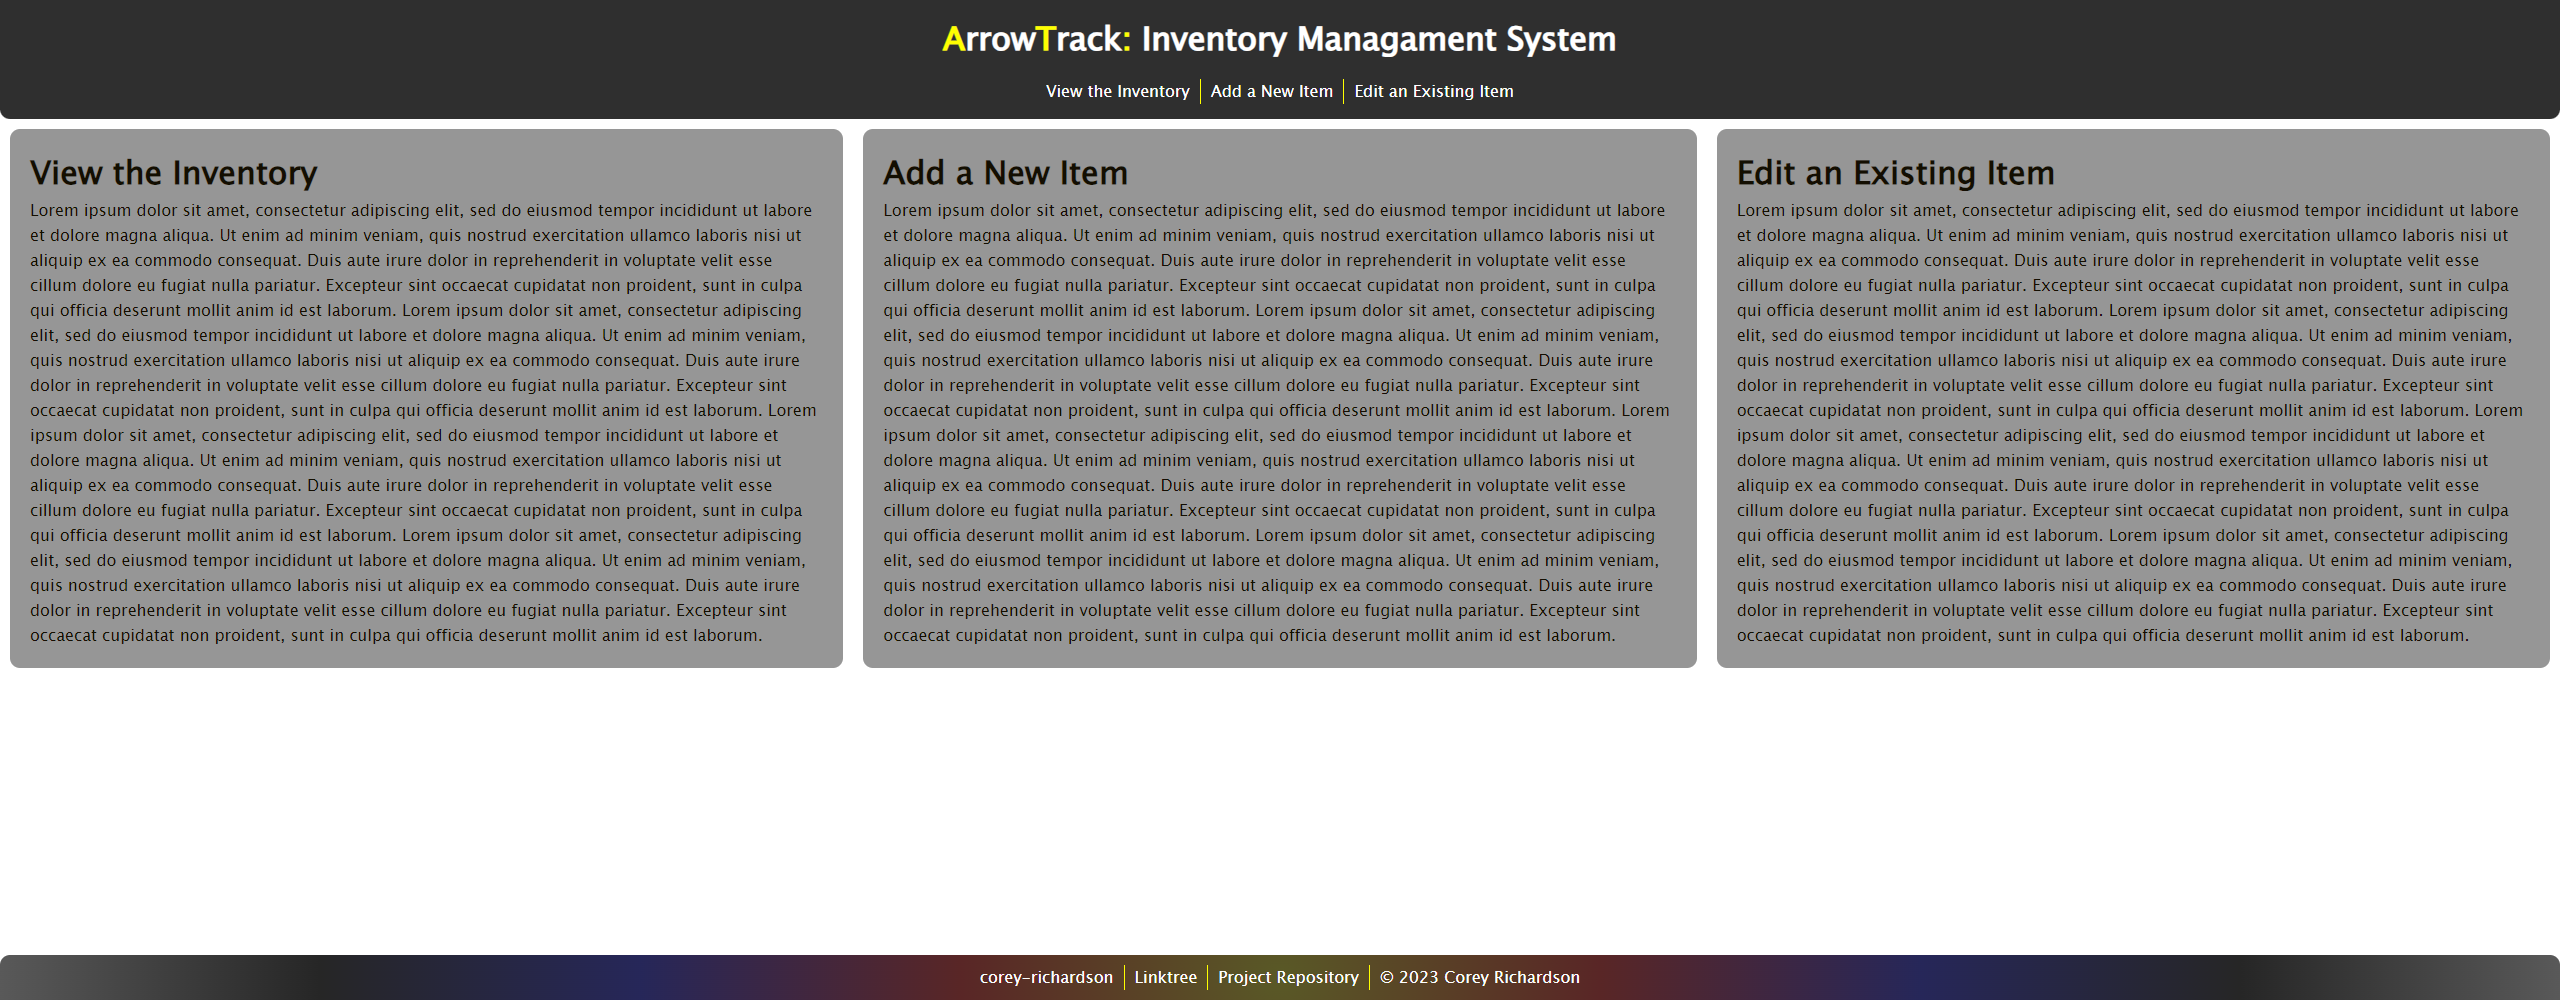 ArrowTrack: Inventory Managament System
View the Inventory
Add a New Item
Edit an Existing Item
View the Inventory
Lorem ipsum dolor sit amet, consectetur adipiscing elit, sed do eiusmod tempor incididunt ut labore
et dolore magna aliqua. Ut enim ad minim veniam, quis nostrud exercitation ullamco laboris nisi ut
aliquip ex ea commodo consequat. Duis aute irure dolor in reprehenderit in voluptate velit esse
cillum dolore eu fugiat nulla pariatur. Excepteur sint occaecat cupidatat non proident, sunt in culpa
qui officia deserunt mollit anim id est laborum. Lorem ipsum dolor sit amet, consectetur adipiscing
elit, sed do eiusmod tempor incididunt ut labore et dolore magna aliqua. Ut enim ad minim veniam,
quis nostrud exercitation ullamco laboris nisi ut aliquip ex ea commodo consequat. Duis aute irure
dolor in reprehenderit in voluptate velit esse cillum dolore eu fugiat nulla pariatur. Excepteur sint
occaecat cupidatat non proident, sunt in culpa qui officia deserunt mollit anim id est laborum. Lorem
ipsum dolor sit amet, consectetur adipiscing elit, sed do eiusmod tempor incididunt ut labore et
dolore magna aliqua. Ut enim ad minim veniam, quis nostrud exercitation ullamco laboris nisi ut
aliquip ex ea commodo consequat. Duis aute irure dolor in reprehenderit in voluptate velit esse
cillum dolore eu fugiat nulla pariatur. Excepteur sint occaecat cupidatat non proident, sunt in culpa
qui officia deserunt mollit anim id est laborum. Lorem ipsum dolor sit amet, consectetur adipiscing
elit, sed do eiusmod tempor incididunt ut labore et dolore magna aliqua. Ut enim ad minim veniam,
quis nostrud exercitation ullamco laboris nisi ut aliquip ex ea commodo consequat. Duis aute irure
dolor in reprehenderit in voluptate velit esse cillum dolore eu fugiat nulla pariatur. Excepteur sint
occaecat cupidatat non proident, sunt in culpa qui officia deserunt mollit anim id est laborum.
Add a New Item
Lorem ipsum dolor sit amet, consectetur adipiscing elit, sed do eiusmod tempor incididunt ut labore
et dolore magna aliqua. Ut enim ad minim veniam, quis nostrud exercitation ullamco laboris nisi ut
aliquip ex ea commodo consequat. Duis aute irure dolor in reprehenderit in voluptate velit esse
cillum dolore eu fugiat nulla pariatur. Excepteur sint occaecat cupidatat non proident, sunt in culpa
qui officia deserunt mollit anim id est laborum. Lorem ipsum dolor sit amet, consectetur adipiscing
elit, sed do eiusmod tempor incididunt ut labore et dolore magna aliqua. Ut enim ad minim veniam,
quis nostrud exercitation ullamco laboris nisi ut aliquip ex ea commodo consequat. Duis aute irure
dolor in reprehenderit in voluptate velit esse cillum dolore eu fugiat nulla pariatur. Excepteur sint
occaecat cupidatat non proident, sunt in culpa qui officia deserunt mollit anim id est laborum. Lorem
ipsum dolor sit amet, consectetur adipiscing elit, sed do eiusmod tempor incididunt ut labore et
dolore magna aliqua. Ut enim ad minim veniam, quis nostrud exercitation ullamco laboris nisi ut
aliquip ex ea commodo consequat. Duis aute irure dolor in reprehenderit in voluptate velit esse
cillum dolore eu fugiat nulla pariatur. Excepteur sint occaecat cupidatat non proident, sunt in culpa
qui officia deserunt mollit anim id est laborum. Lorem ipsum dolor sit amet, consectetur adipiscing
elit, sed do eiusmod tempor incididunt ut labore et dolore magna aliqua. Ut enim ad minim veniam,
quis nostrud exercitation ullamco laboris nisi ut aliquip ex ea commodo consequat. Duis aute irure
dolor in reprehenderit in voluptate velit esse cillum dolore eu fugiat nulla pariatur. Excepteur sint
occaecat cupidatat non proident, sunt in culpa qui officia deserunt mollit anim id est laborum.
Edit an Existing Item
Lorem ipsum dolor sit amet, consectetur adipiscing elit, sed do eiusmod tempor incididunt ut labore
et dolore magna aliqua. Ut enim ad minim veniam, quis nostrud exercitation ullamco laboris nisi ut
aliquip ex ea commodo consequat. Duis aute irure dolor in reprehenderit in voluptate velit esse
cillum dolore eu fugiat nulla pariatur. Excepteur sint occaecat cupidatat non proident, sunt in culpa
qui officia deserunt mollit anim id est laborum. Lorem ipsum dolor sit amet, consectetur adipiscing
elit, sed do eiusmod tempor incididunt ut labore et dolore magna aliqua. Ut enim ad minim veniam,
quis nostrud exercitation ullamco laboris nisi ut aliquip ex ea commodo consequat. Duis aute irure
dolor in reprehenderit in voluptate velit esse cillum dolore eu fugiat nulla pariatur. Excepteur sint
occaecat cupidatat non proident, sunt in culpa qui officia deserunt mollit anim id est laborum. Lorem
ipsum dolor sit amet, consectetur adipiscing elit, sed do eiusmod tempor incididunt ut labore et
dolore magna aliqua. Ut enim ad minim veniam, quis nostrud exercitation ullamco laboris nisi ut
aliquip ex ea commodo consequat. Duis aute irure dolor in reprehenderit in voluptate velit esse
cillum dolore eu fugiat nulla pariatur. Excepteur sint occaecat cupidatat non proident, sunt in culpa
qui officia deserunt mollit anim id est laborum. Lorem ipsum dolor sit amet, consectetur adipiscing
elit, sed do eiusmod tempor incididunt ut labore et dolore magna aliqua. Ut enim ad minim veniam,
quis nostrud exercitation ullamco laboris nisi ut aliquip ex ea commodo consequat. Duis aute irure
dolor in reprehenderit in voluptate velit esse cillum dolore eu fugiat nulla pariatur. Excepteur sint
occaecat cupidatat non proident, sunt in culpa qui officia deserunt mollit anim id est laborum.
corey-richardson
Linktree
Project Repository
© 2023 Corey Richardson